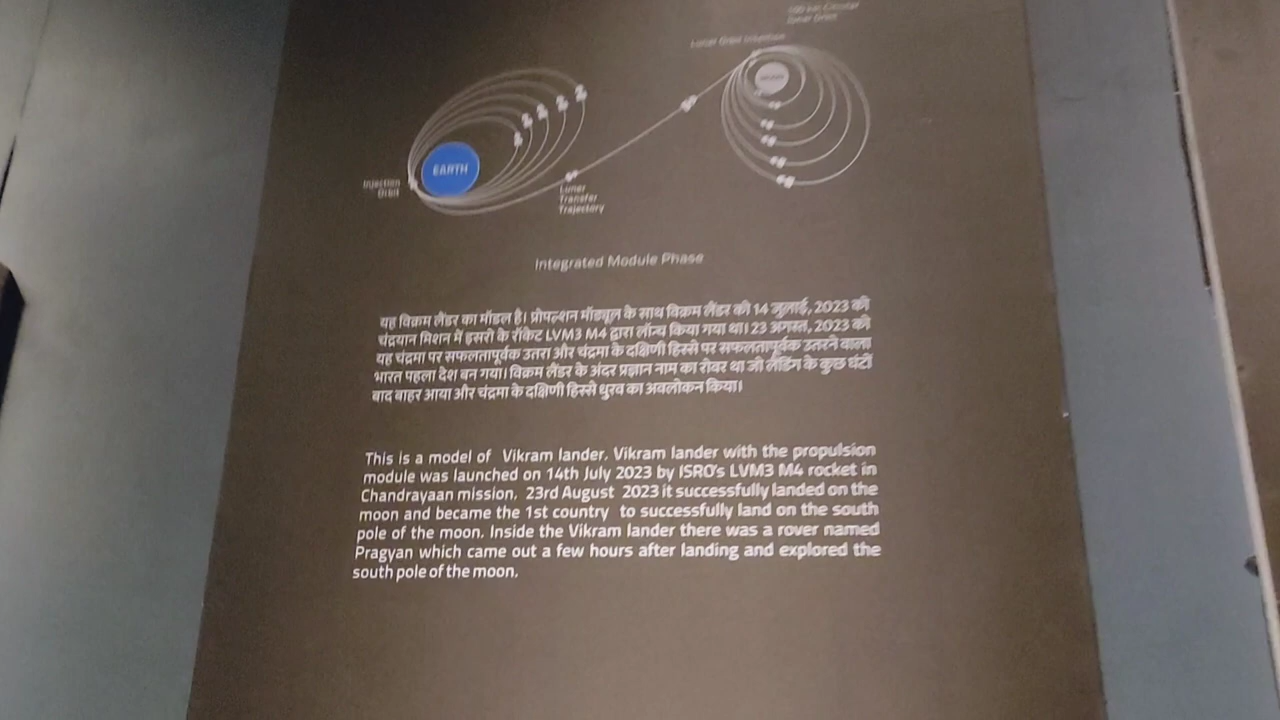 100 km Circular
Lunar Orbit
Lunar Orbit Insertion
EARTH
Injection
Orbit
Lunar
Transfer
Trajectory
Integrated Module Phase
यह विक्रम लैंडर का मॉडल है। प्रोपल्शन मॉड्यूल के साथ विक्रम लैंडर को 14 जुलाई, 2023 को
चंद्रयान मिशन में इसरो के रॉकेट LVM3 M4 द्वारा लॉन्च किया गया था। 23 अगस्त, 2023 को
यह चंद्रमा पर सफलतापूर्वक उतरा और चंद्रमा के दक्षिणी हिस्से पर सफलतापूर्वक उतरने वाला
भारत पहला देश बन गया। विक्रम लैंडर के अंदर प्रज्ञान नाम का रोवर था जो लैंडिंग के कुछ घंटों
बाद बाहर आया और चंद्रमा के दक्षिणी हिस्से धुरव का अवलोकन किया।
This is a model of Vikram lander. Vikram lander with the propulsion
module was launched on 14th July 2023 by ISRO's LVM3 M4 rocket in
Chandrayaan mission. 23rd August 2023 it successfully landed on the
moon and became the 1st country to successfully land on the south
pole of the moon. Inside the Vikram lander there was a rover named
Pragyan which came out a few hours after landing and explored the
south pole of the moon.